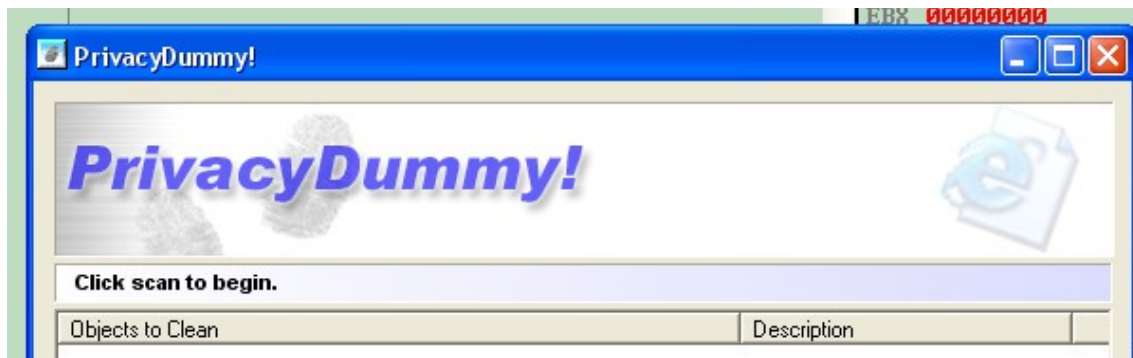 EBX 00000000
PrivacyDummy!
PrivacyDummy!
Click scan to begin.
Objects to Clean Description